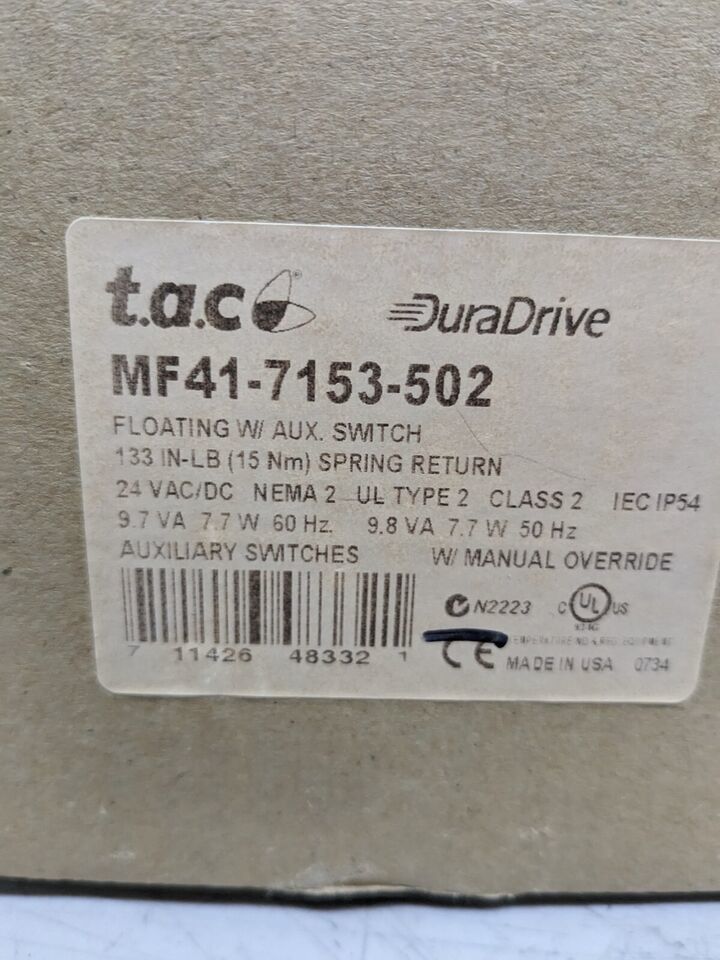 t.a.c ®
DuraDrive
MF41-7153-502
FLOATING W/ AUX. SWITCH
133 IN-LB (15 Nm) SPRING RETURN
24 VAC/DC NEMA 2 UL TYPE 2 CLASS 2 IEC IP54
9.7 VA 7.7 W 60 Hz. 9.8 VA 7.7 W 50 Hz
AUXILIARY SWITCHES W/ MANUAL OVERRIDE
N2223 C UL US
EQUIPMENT
7 11426 48332 1
CE MADE IN USA 0734